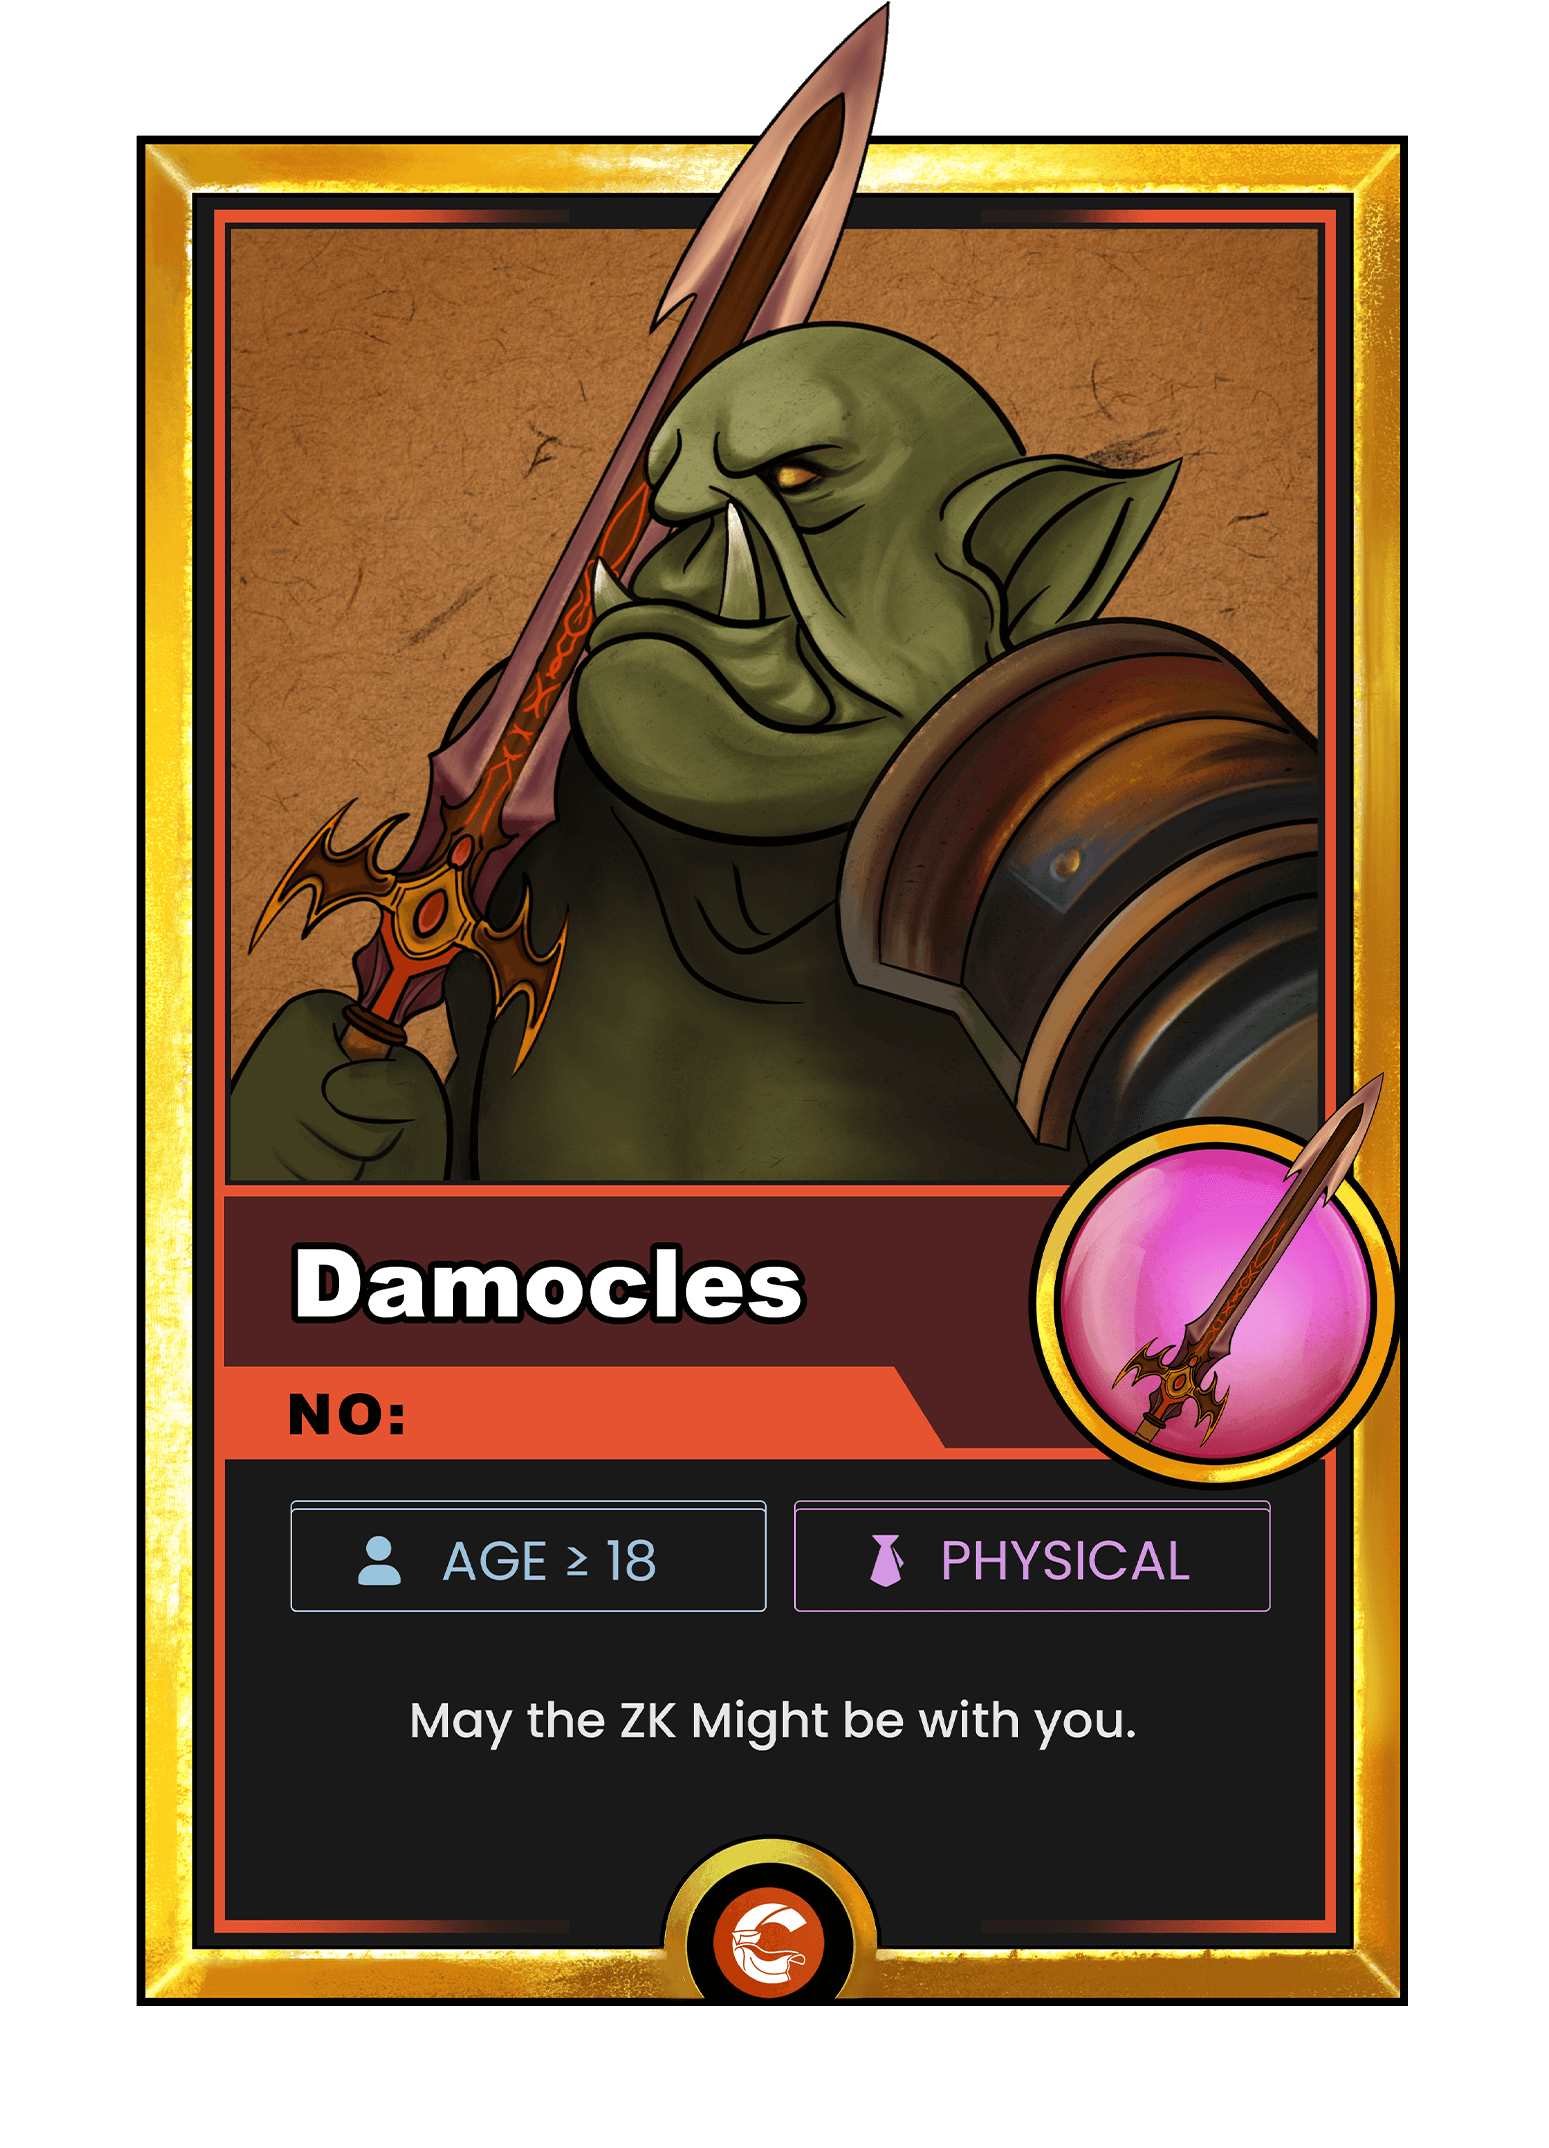 Damocles
NO:
AGE ≥ 18
PHYSICAL
May the ZK Might be with you.